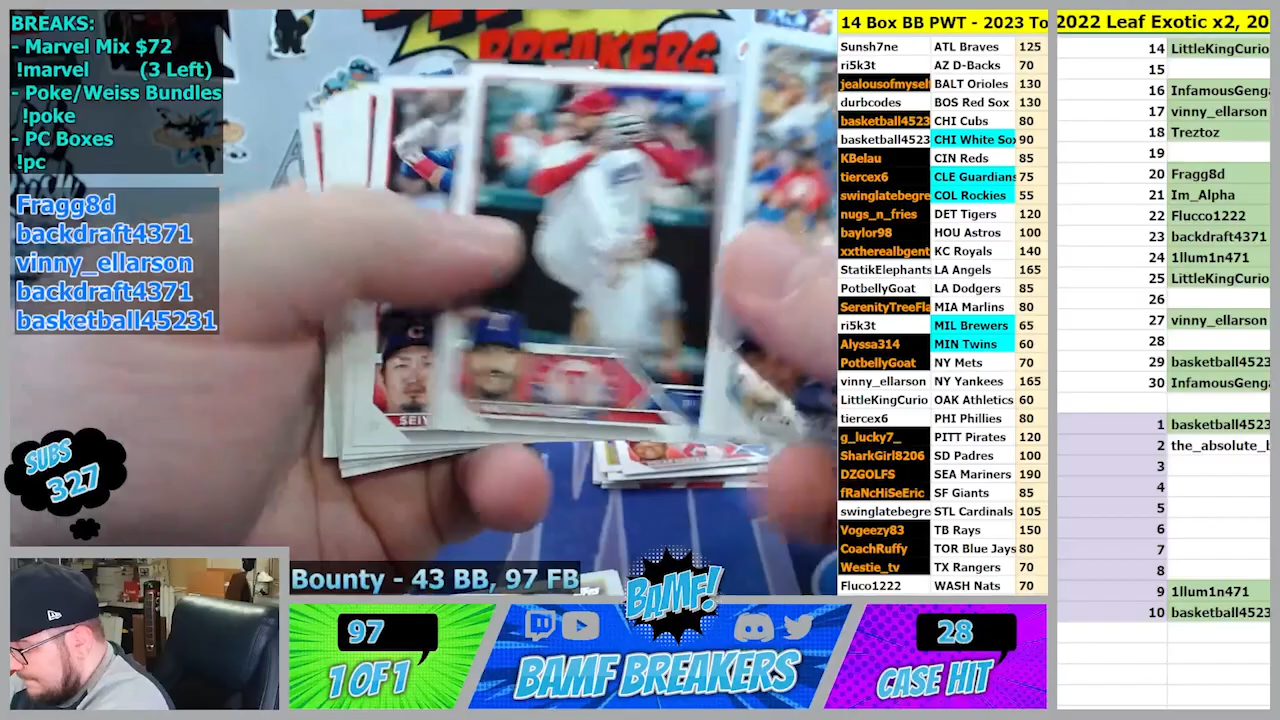 BREAKS:
- Marvel Mix $72
!marvel (3 Left)
- Poke/Weiss Bundles
!poke
- PC Boxes
!pc
Fragg8d
backdraft4371
vinny_ellarson
backdraft4371
basketball45231
SUBS
327
BREAKERS
SEIY
Bounty - 43 BB, 97 FB
97
1 OF 1
BAMF!
BAMF BREAKERS
28
CASE HIT
14 Box BB PWT - 2023 To
Sunsh7ne ATL Braves 125
ri5k3t AZ D-Backs 70
jealousofmysel BALT Orioles 130
durbcodes BOS Red Sox 130
basketball4523 CHI Cubs 80
basketball4523 CHI White Sox 90
KBelau CIN Reds 85
tiercex6 CLE Guardians 75
swinglatebegre COL Rockies 55
nugs_n_fries DET Tigers 120
baylor98 HOU Astros 100
xxtherealbgent KC Royals 140
StatikElephants LA Angels 165
PotbellyGoat LA Dodgers 85
SerenityTreeFla MIA Marlins 80
ri5k3t MIL Brewers 65
Alyssa314 MIN Twins 60
PotbellyGoat NY Mets 70
vinny_ellarson NY Yankees 165
LittleKingCurio OAK Athletics 60
tiercex6 PHI Phillies 80
g_lucky7_ PITT Pirates 120
SharkGirl8206 SD Padres 100
DZGOLFS SEA Mariners 190
fRaNcHiSeEric SF Giants 85
swinglatebegre STL Cardinals 105
Vogeezy83 TB Rays 150
CoachRuffy TOR Blue Jays 80
Westie_tv TX Rangers 70
Fluco1222 WASH Nats 70
2022 Leaf Exotic x2, 20
14 LittleKingCurio
15
16 InfamousGenga
17 vinny_ellarson
18 Treztoz
19
20 Fragg8d
21 Im_Alpha
22 Flucco1222
23 backdraft4371
24 1llum1n471
25 LittleKingCurio
26
27 vinny_ellarson
28
29 basketball4523
30 InfamousGenga
1 basketball4523
2 the_absolute_b
3
4
5
6
7
8
9 1llum1n471
10 basketball4523